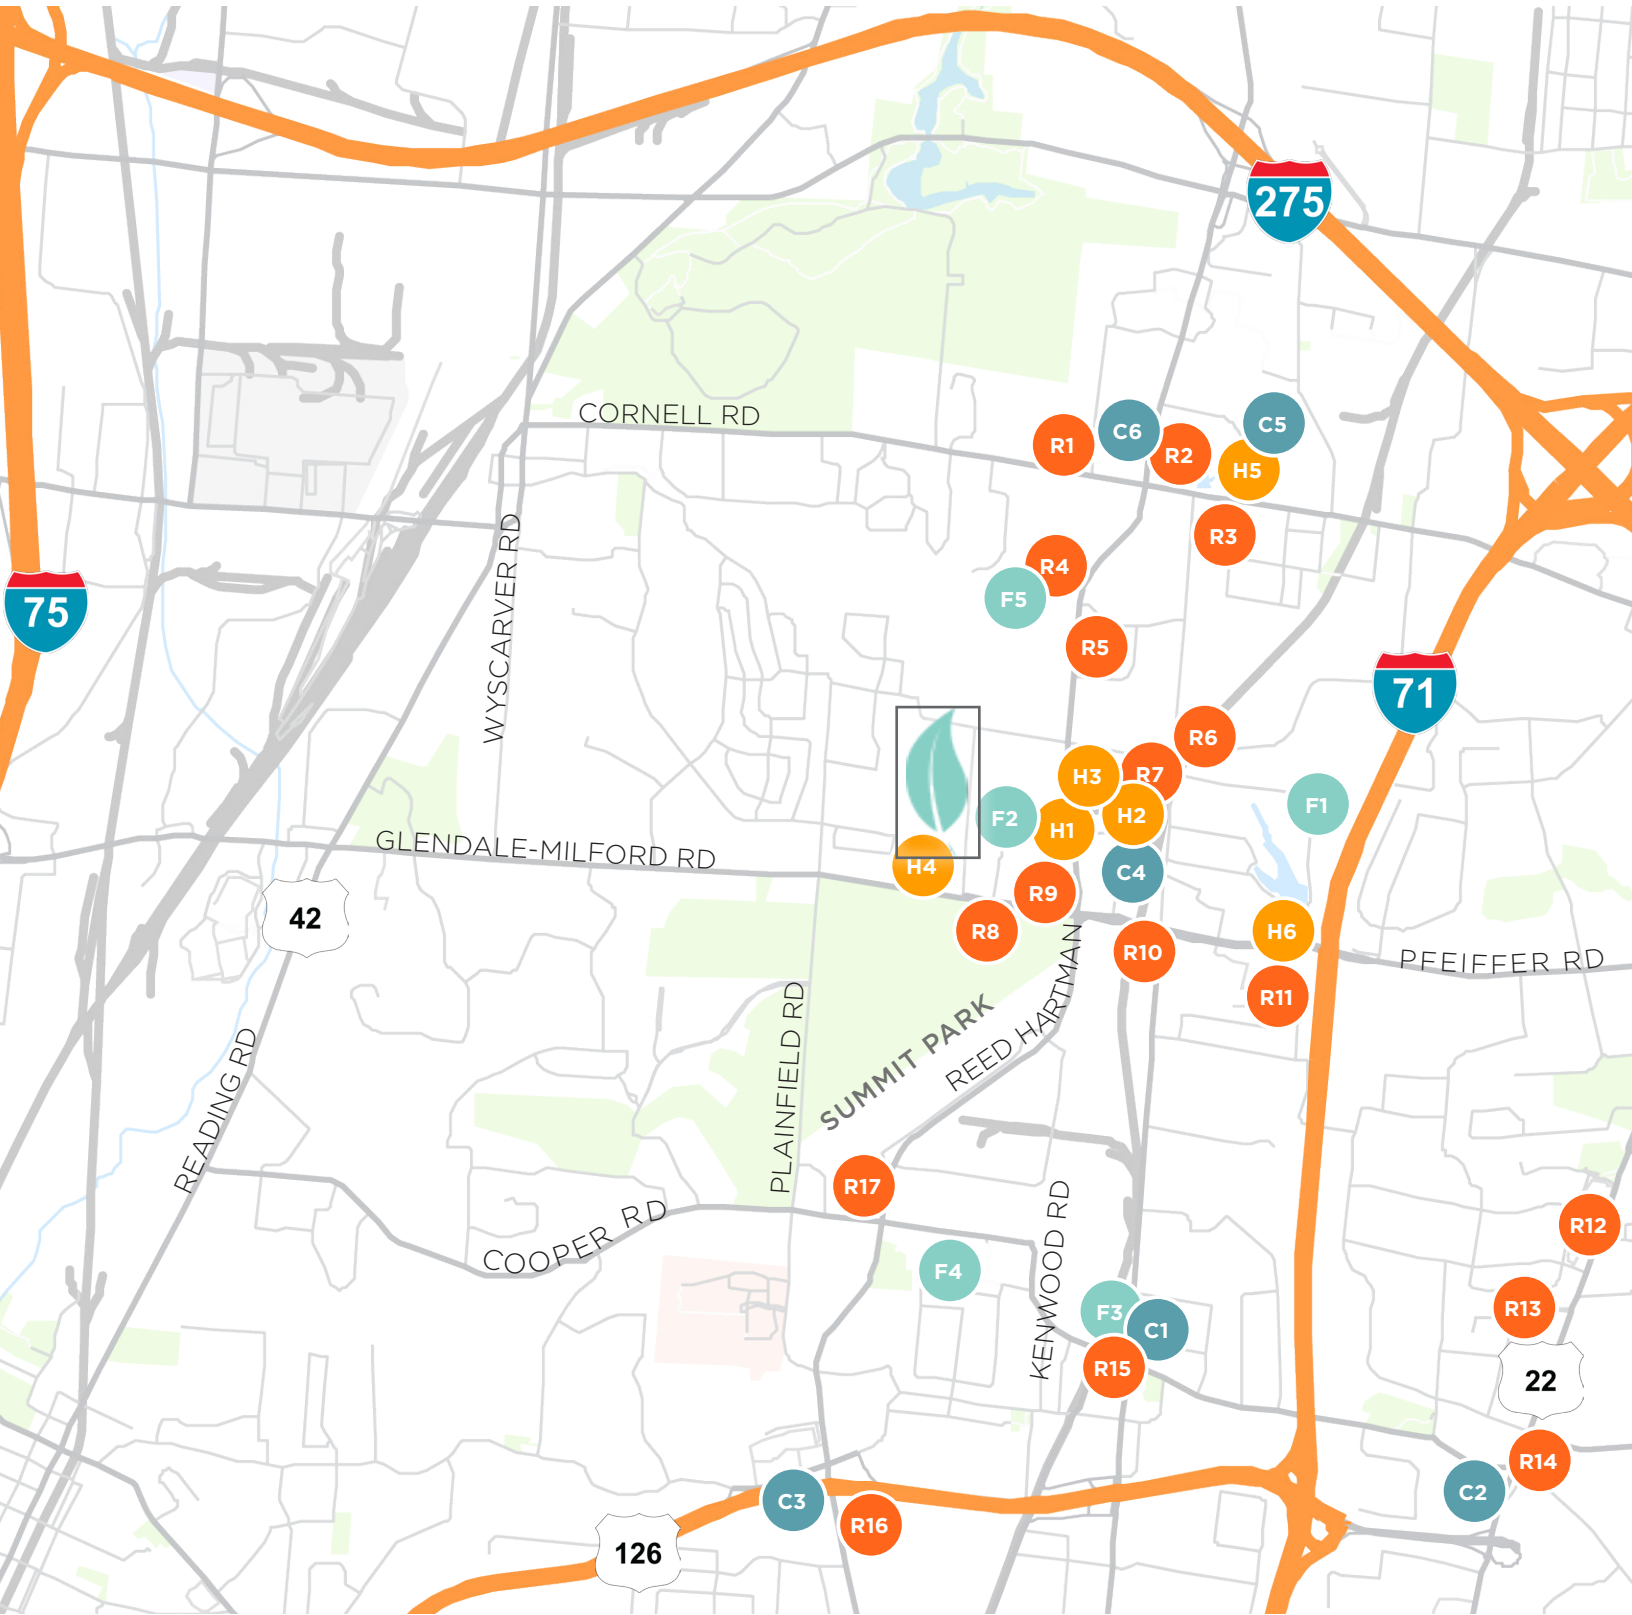 275
CORNELL RD
R1
C6
R2
C5
H5
R3
WYSCARVER RD
R4
F5
75
R5
71
R6
H3
R7
F1
F2
H1
H2
GLENDALE-MILFORD RD
H4
C4
R9
42
R8
R10
H6
PFEIFFER RD
R11
REED HARTMAN
SUMMIT PARK
PLAINFIELD RD
READING RD
R17
COOPER RD
R12
KENWOOD RD
F4
R13
F3
C1
R15
22
R14
C2
C3
R16
126